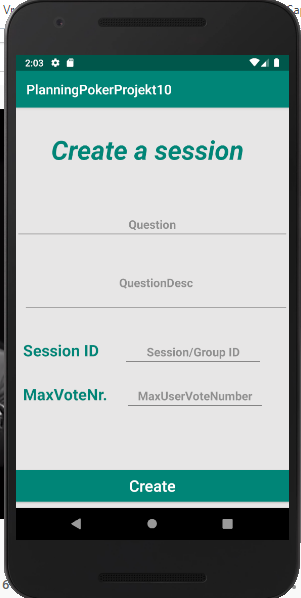 2:03
PlanningPokerProjekt10
Create a session
Question
QuestionDesc
Session ID Session/Group ID
MaxVoteNr. MaxUserVoteNumber
Create